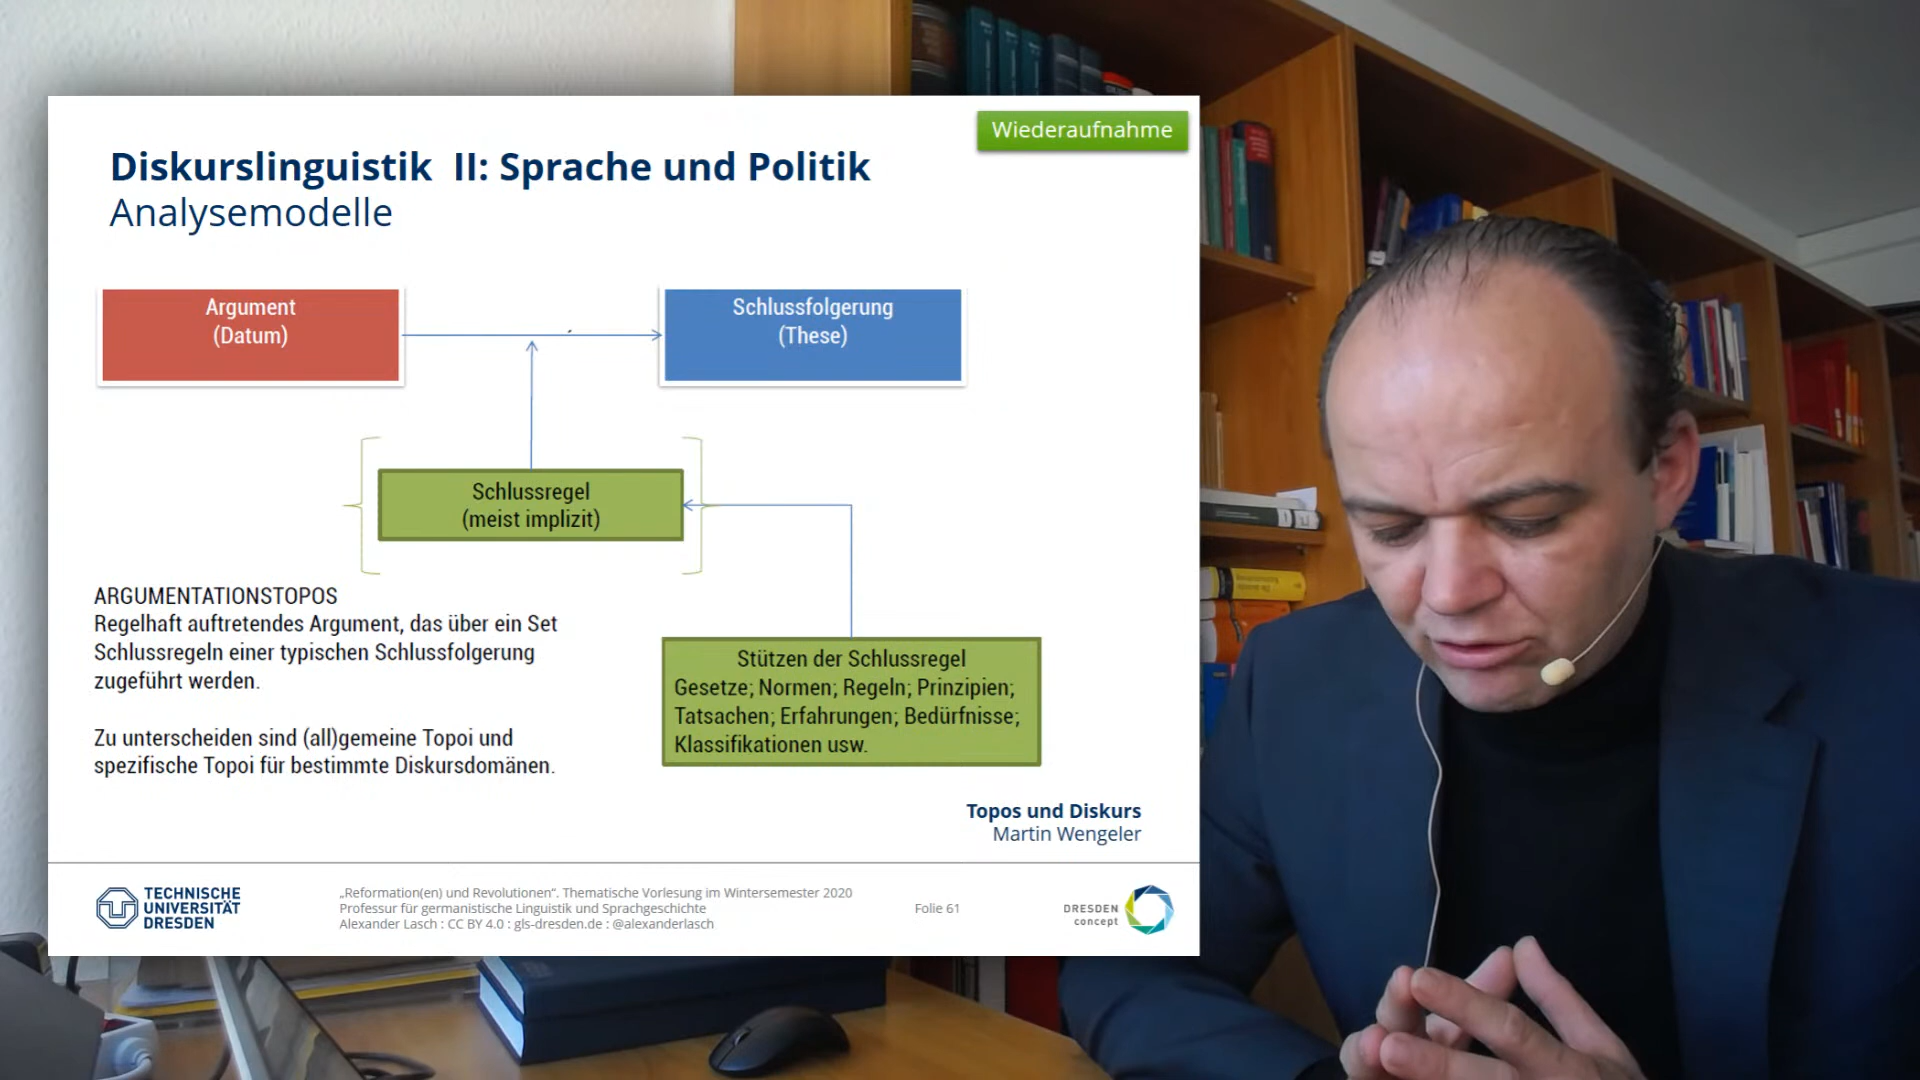 Wiederaufnahme
Diskurslinguistik II: Sprache und Politik
Analysemodelle
Argument
(Datum)
Schlussfolgerung
(These)
Schlussregel
(meist implizit)
ARGUMENTATIONSTOPOS
Regelhaft auftretendes Argument, das über ein Set
Schlussregeln einer typischen Schlussfolgerung
zugeführt werden.
Zu unterscheiden sind (all)gemeine Topoi und
spezifische Topoi für bestimmte Diskursdomänen.
Stützen der Schlussregel
Gesetze; Normen; Regeln; Prinzipien;
Tatsachen; Erfahrungen; Bedürfnisse;
Klassifikationen usw.
Topos und Diskurs
Martin Wengeler
TECHNISCHE
UNIVERSITÄT
DRESDEN
„Reformation(en) und Revolutionen“. Thematische Vorlesung im Wintersemester 2020
Professur für germanistische Linguistik und Sprachgeschichte
Alexander Lasch : CC BY 4.0 : gls-dresden.de : @alexanderlasch
Folie 61
DRESDEN
concept